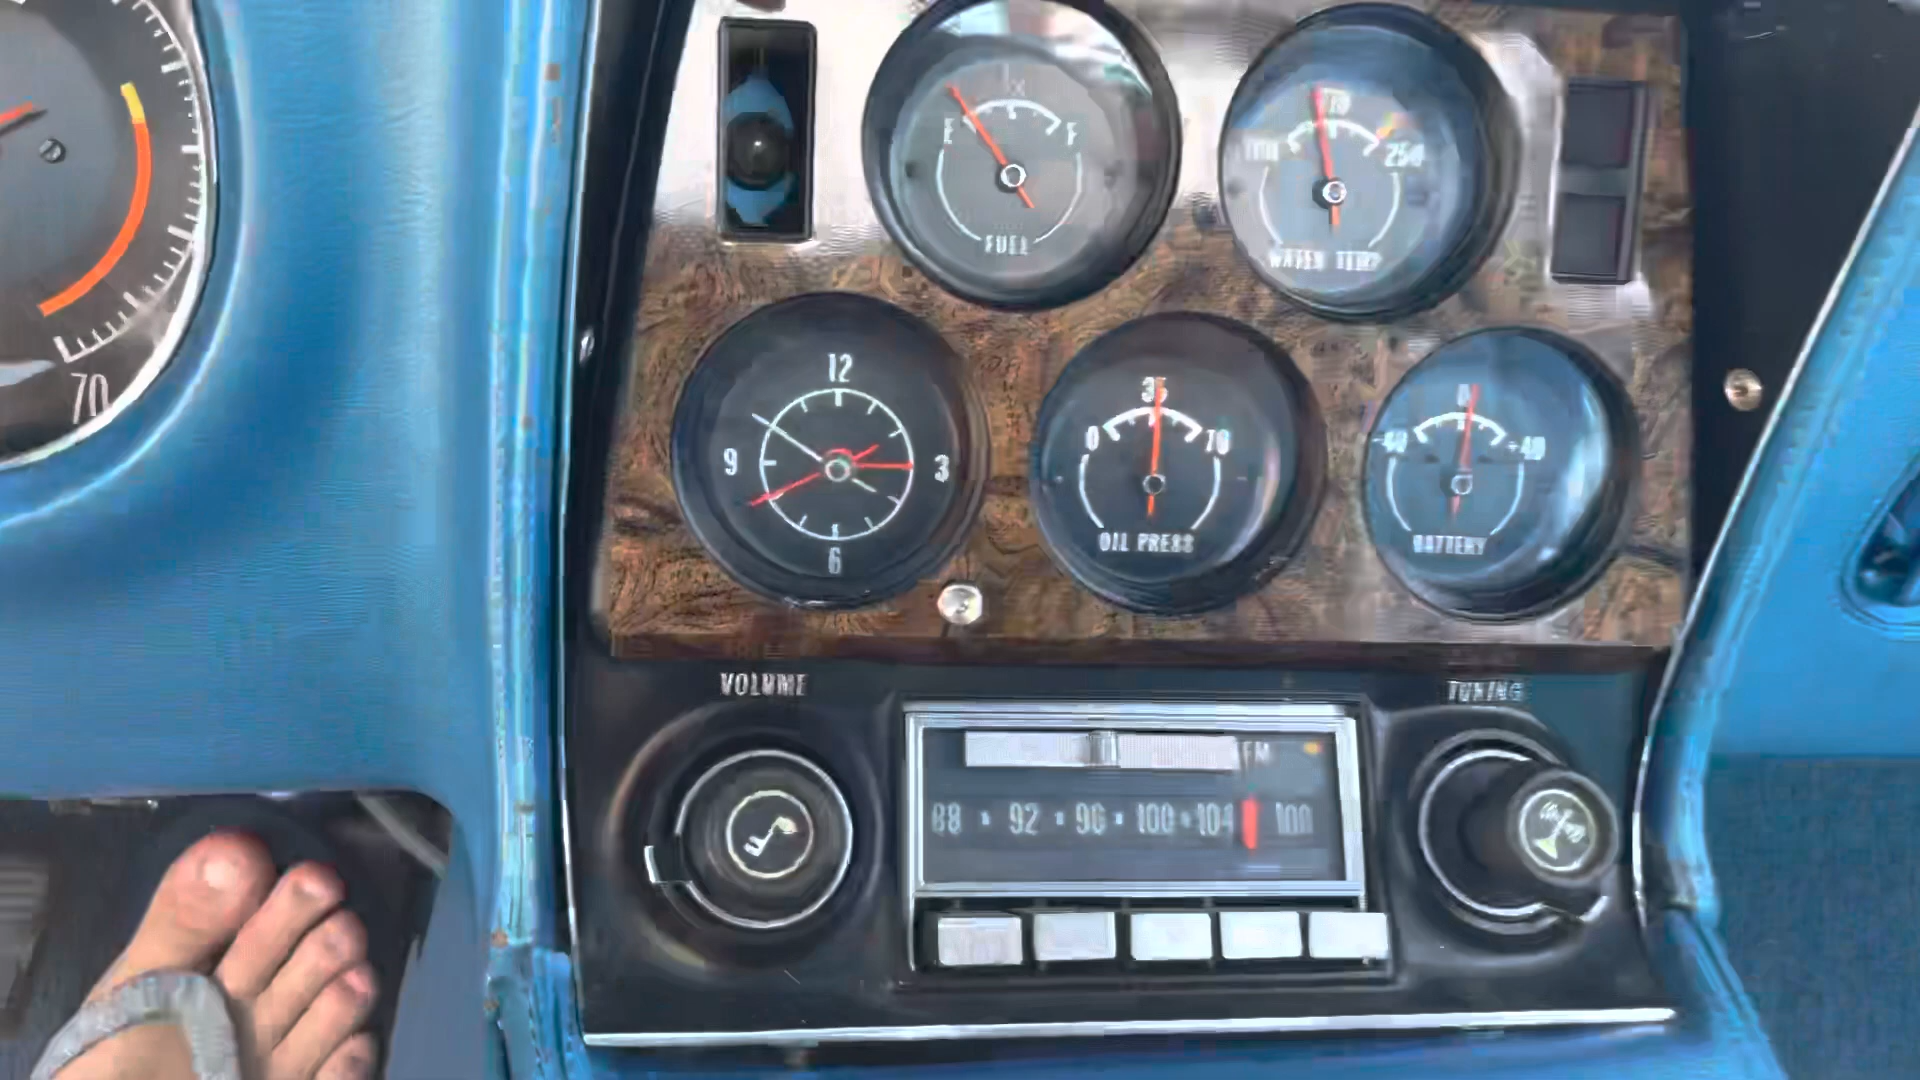 70
E F
FUEL
250
WATER TEMP
12
9 3
6
0 35 70
OIL PRESS
-40 0 +40
BATTERY
VOLUME
TUNING
FM
88 · 92 · 96 · 100 · 104